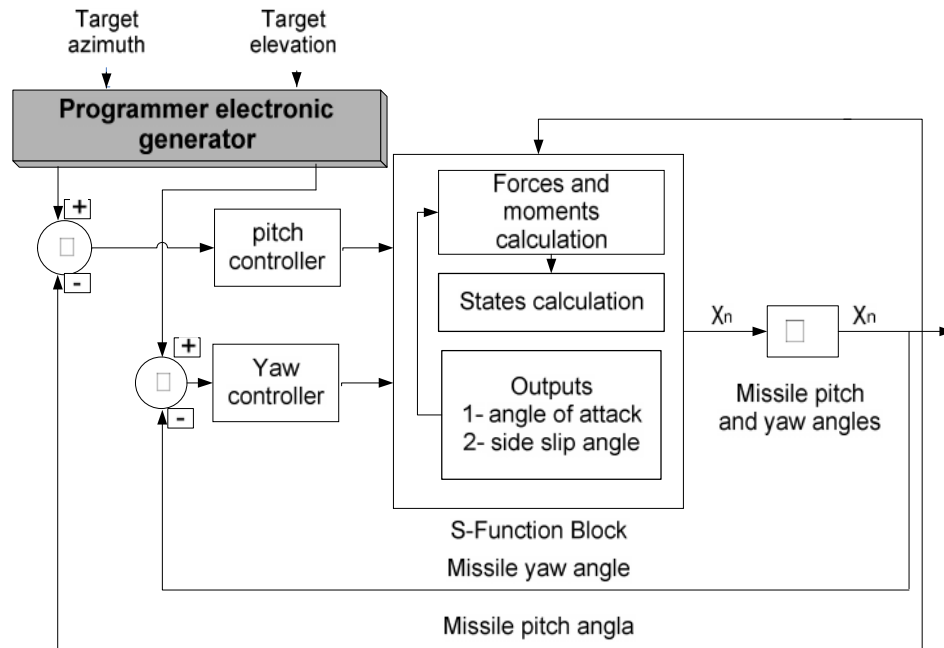 Target
azimuth
Target
elevation
Programmer electronic
generator
[+]
-
pitch
controller
Forces and
moments
calculation
States calculation
+
-
Yaw
controller
Outputs
1- angle of attack
2- side slip angle
Xn
Xn
Missile pitch
and yaw angles
S-Function Block
Missile yaw angle
Missile pitch angla